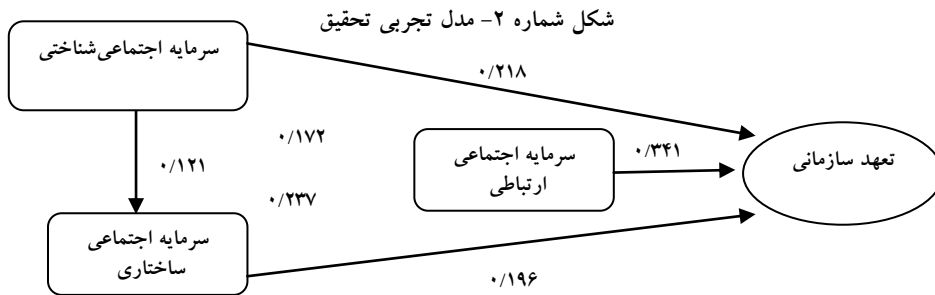 شکل شماره ۲- مدل تجربی تحقیق
سرمایه اجتماعی‌شناختی
۰/۲۱۸
۰/۱۷۲
سرمایه اجتماعی
ارتباطی
۰/۳۴۱
تعهد سازمانی
۰/۱۲۱
۰/۲۳۷
سرمایه اجتماعی
ساختاری
۰/۱۹۶